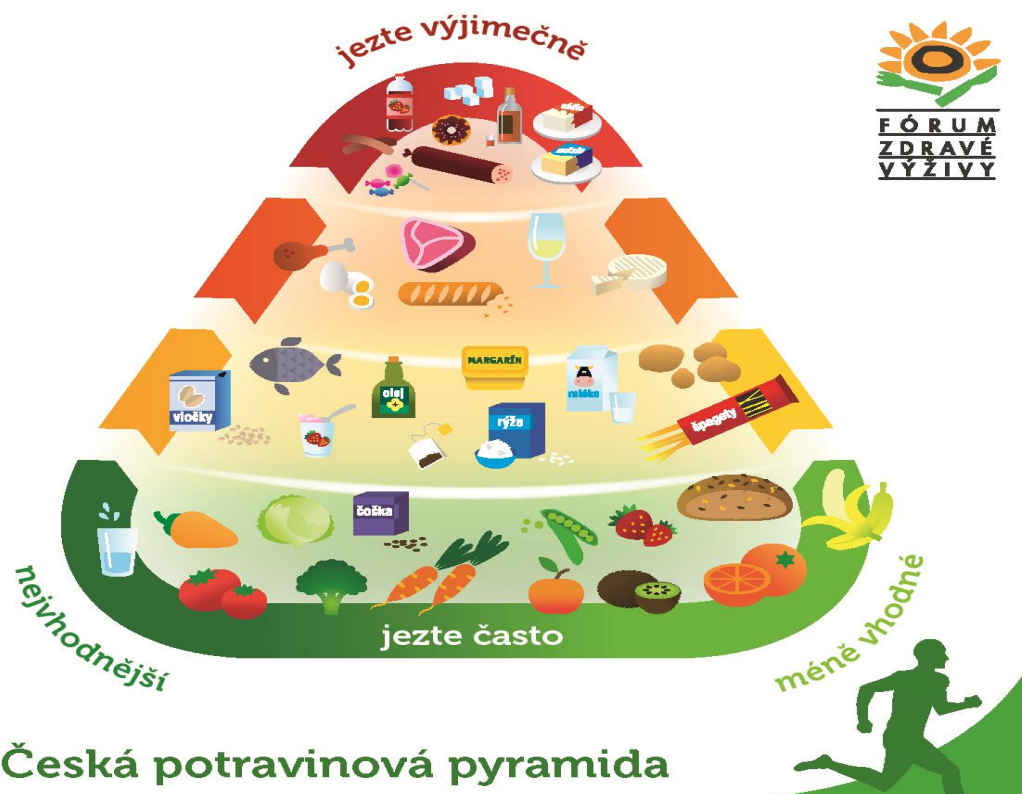 jezte výjimečně
FÓRUM
ZDRAVÉ
VÝŽIVY
MARGARÍN
vločky
olej
mléko
rýže
špagety
čočka
jezte často
nejvhodnější
méně vhodné
Česká potravinová pyramida